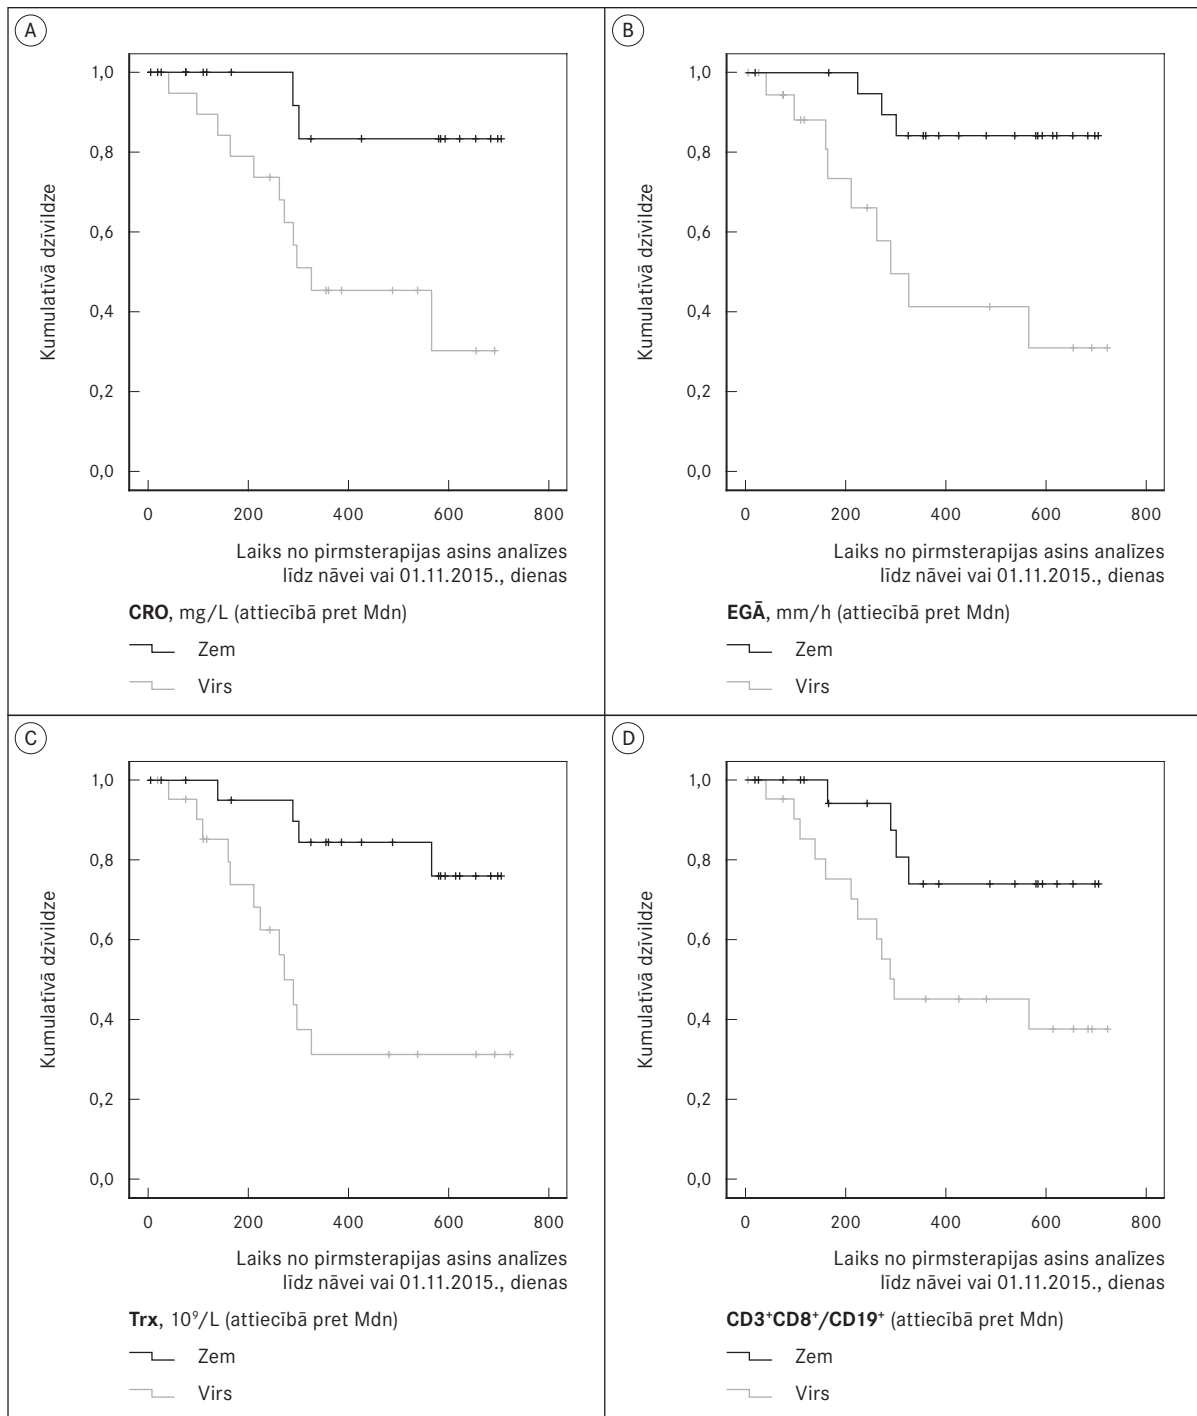 A
1,0
0,8
0,6
0,4
0,2
0,0
Kumulatīvā dzīvildze
0 200 400 600 800
Laiks no pirmsterapijas asins analīzes
līdz nāvei vai 01.11.2015., dienas
CRO, mg/L (attiecībā pret Mdn)
Zem
Virs
B
1,0
0,8
0,6
0,4
0,2
0,0
Kumulatīvā dzīvildze
0 200 400 600 800
Laiks no pirmsterapijas asins analīzes
līdz nāvei vai 01.11.2015., dienas
EGĀ, mm/h (attiecībā pret Mdn)
Zem
Virs
C
1,0
0,8
0,6
0,4
0,2
0,0
Kumulatīvā dzīvildze
0 200 400 600 800
Laiks no pirmsterapijas asins analīzes
līdz nāvei vai 01.11.2015., dienas
Trx, 10⁹/L (attiecībā pret Mdn)
Zem
Virs
D
1,0
0,8
0,6
0,4
0,2
0,0
Kumulatīvā dzīvildze
0 200 400 600 800
Laiks no pirmsterapijas asins analīzes
līdz nāvei vai 01.11.2015., dienas
CD3⁺CD8⁺/CD19⁺ (attiecībā pret Mdn)
Zem
Virs